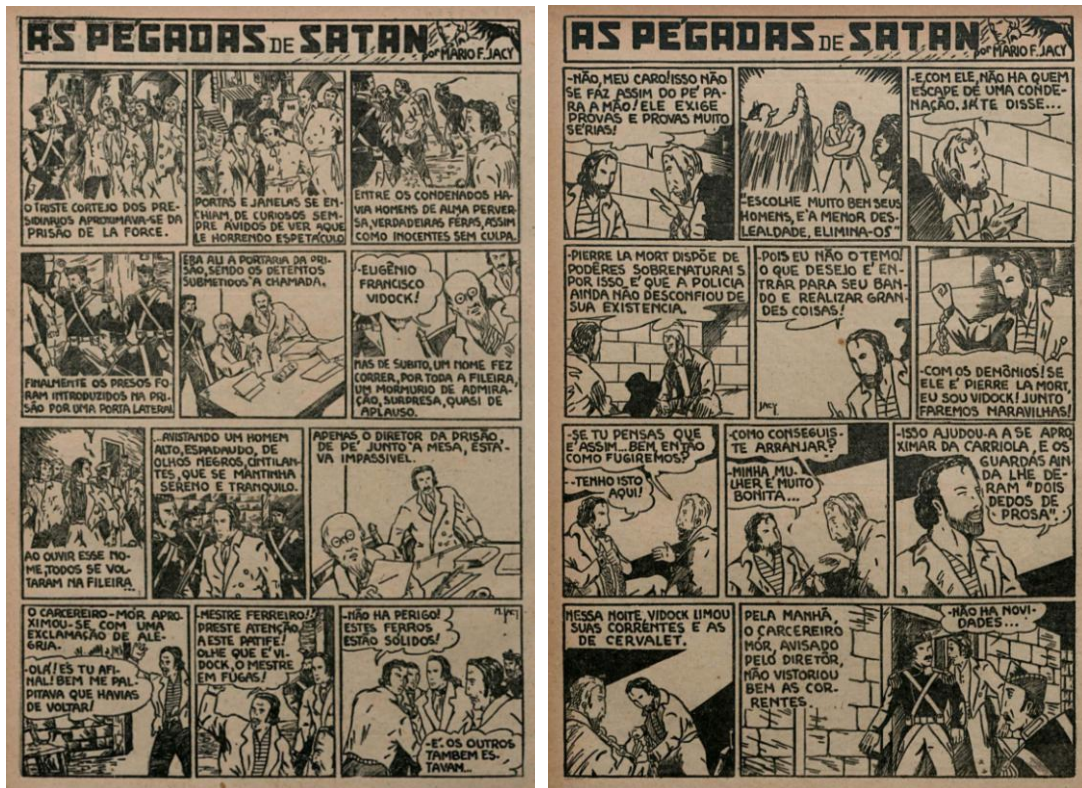 AS PÉGADAS DE SATAN
por MARIO F. JACY
O TRISTE CORTEJO DOS PRE-
SIDIARIOS APROXIMAVA-SE DA
PRISÃO DE LA FORCE.
PORTAS E JANELAS SE EN-
CHIAM, DE CURIOSOS SEM-
PRE AVIDOS DE VER AQUE
LE HORRENDO ESPETACULO
ENTRE OS CONDENADOS HA-
VIA HOMENS DE ALMA PERVER-
SA, VERDADEIRAS FÉRAS, ASSIM
COMO INOCENTES SEM CULPA.
FINALMENTE OS PRESOS FO-
RAM INTRODUZIDOS NA PRI-
SÃO POR UMA PORTA LATERAL
ERA ALI A PORTARIA DA PRI-
SÃO, SENDO OS DETENTOS
SUBMETIDOS A CHAMADA.
-EUGÊNIO
FRANCISCO
VIDOCK!
MAS DE SUBITO, UM NOME FEZ
CORRER, POR TODA A FILEIRA,
UM MORMURIO DE ADMIRA-
ÇÃO, SURPRESA, QUASI DE
APLAUSO.
AO OUVIR ESSE NO-
ME, TODOS SE VOL-
TARAM NA FILEIRA...
...AVISTANDO UM HOMEM
ALTO, ESPADAUDO, DE
OLHOS NEGROS, CINTILAN-
TES, QUE SE MANTINHA
SERENO E TRANQUILO.
APENAS O DIRETOR DA PRISÃO,
DE PÉ JUNTO A MESA, ESTA-
VA IMPASSIVEL.
O CARCEREIRO-MÓR APRO-
XIMOU-SE COM UMA
EXCLAMAÇÃO DE ALE-
GRIA.
-OLÁ! ÉS TU AFI-
NAL! BEM ME PAL-
PITAVA QUE HAVIAS
DE VOLTAR!
-MESTRE FERREIRO!
PRESTE ATENÇÃO,
A ESTE PATIFE!
OLHE QUE É VI-
DOCK, O MESTRE
EM FUGAS!
-NÃO HA PERIGO!
ESTES FERROS
ESTÃO SÓLIDOS!
-E OS OUTROS
TAMBEM ES-
TAVAM...
AS PÉGADAS DE SATAN
por MARIO F. JACY
-NÃO, MEU CARO! ISSO NÃO
SE FAZ ASSIM DO PÉ PA-
RA A MÃO! ELE EXIGE
PROVAS E PROVAS MUITO
SÉRIAS!
"ESCOLHE MUITO BEM SEUS
HOMENS, E'A MENOR DES-
LEALDADE, ELIMINA-OS"
-E, COM ELE, NÃO HA QUEM
ESCAPE DE UMA CONDE-
NAÇÃO. JÁ TE DISSE...
-PIERRE LA MORT DISPÕE DE
PODÊRES SOBRENATURAIS
POR ISSO, É QUE A POLICIA
AINDA NÃO DESCONFIOU DE
SUA EXISTENCIA.
-POIS EU NÃO O TEMO!
O QUE DESEJO É EN-
TRAR PARA SEU BAN-
DO E REALIZAR GRAN-
DES COISAS!
JACY
-COM OS DEMÔNIOS! SE
ELE É PIERRE LA MORT,
EU SOU VIDOCK! JUNTO
FAREMOS MARAVILHAS!
-SE TU PENSAS QUE
É ASSIM... BEM, ENTÃO
COMO FUGIREMOS?
-TENHO ISTO
AQUI!
-COMO CONSEGUIS-
TE ARRANJAR?
-MINHA MU-
LHER É MUITO
BONITA...
-ISSO AJUDOU-A A SE APRO
XIMAR DA CARRIOLA, E OS
GUARDAS AIN-
DA LHE DE-
RAM "DOIS
DEDOS DE
PROSA".
NESSA NOITE, VIDOCK LIMOU
SUAS CORRENTES E AS
DE CERVALET.
PELA MANHÃ,
O CARCEREIRO
MÓR, AVISADO
PELO DIRETÔR,
NÃO VISTORIOU
BEM AS COR-
RENTES.
-NÃO HA NOVI-
DADES...